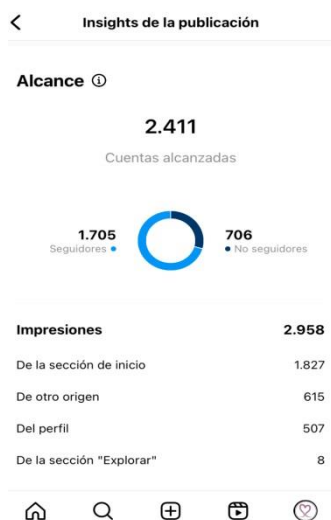 Insights de la publicación
Alcance
2.411
Cuentas alcanzadas
1.705
Seguidores
706
No seguidores
Impresiones 2.958
De la sección de inicio 1.827
De otro origen 615
Del perfil 507
De la sección "Explorar" 8